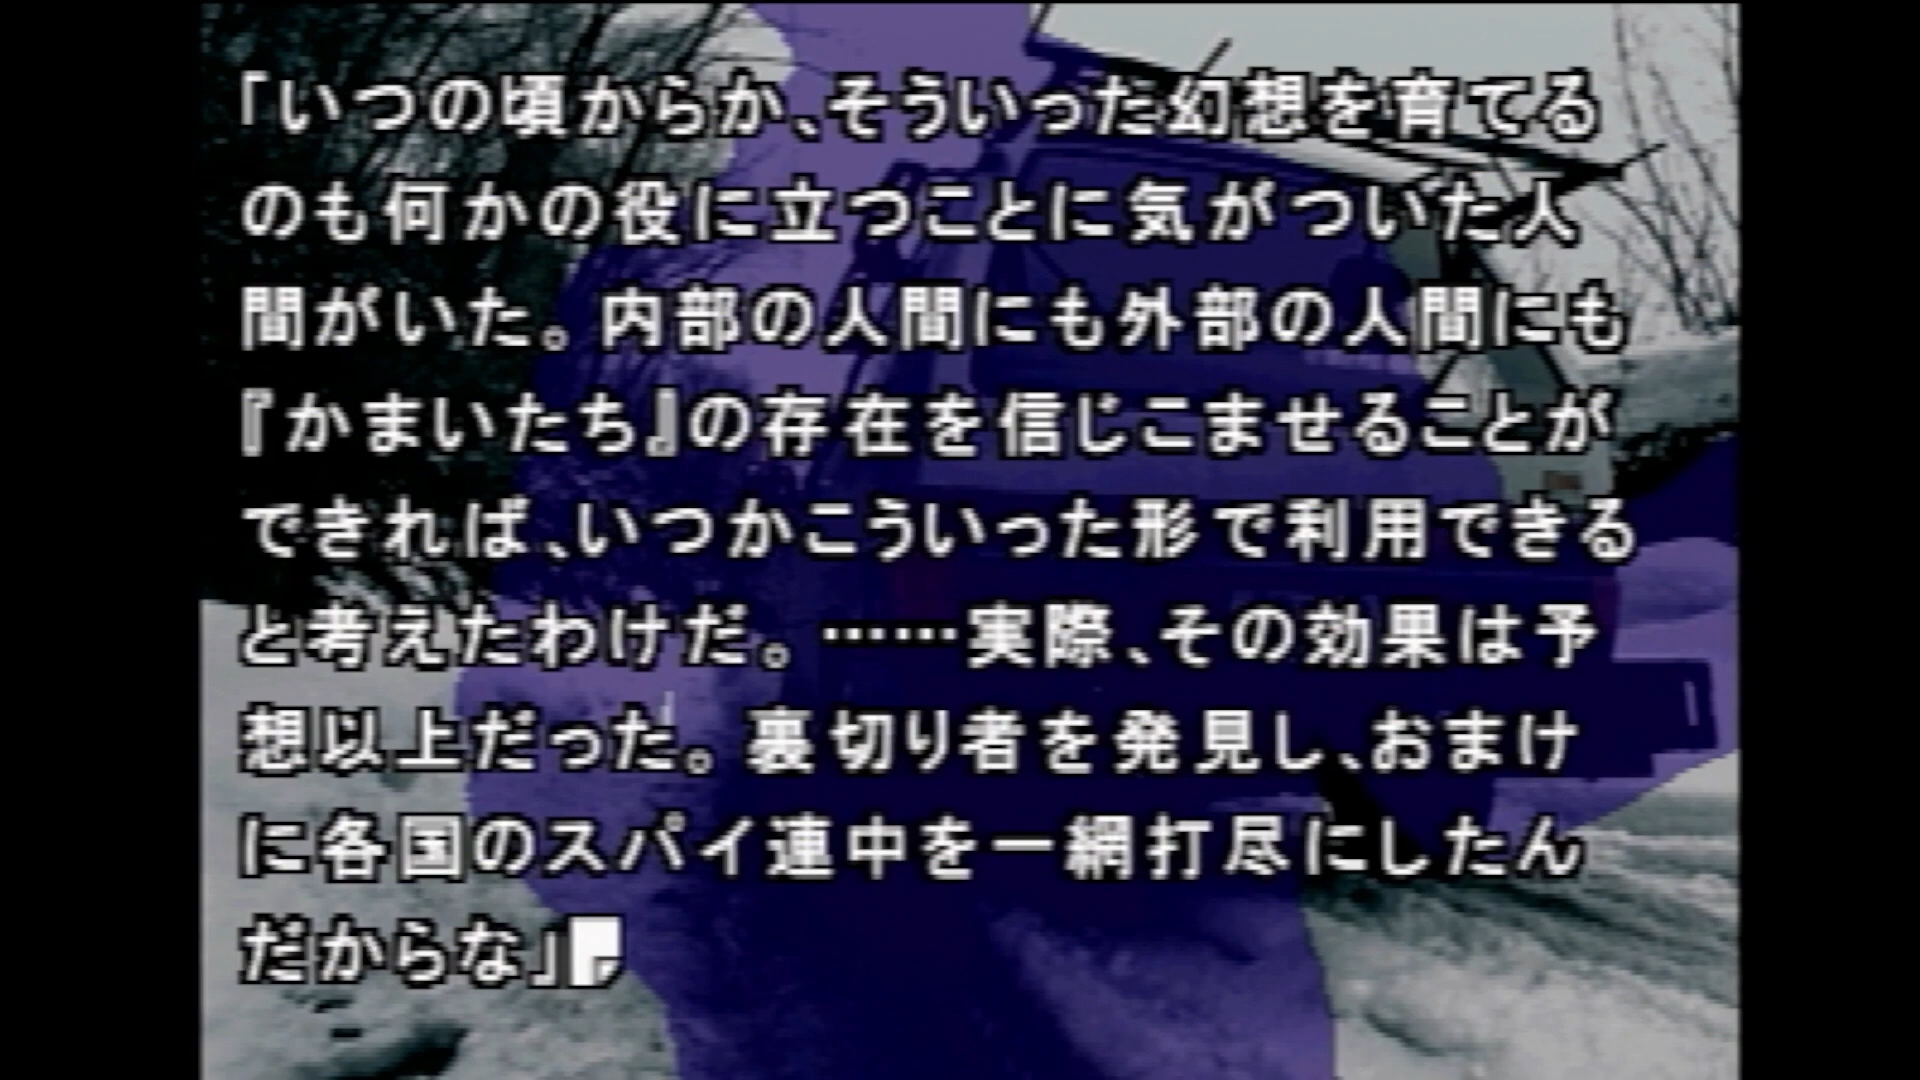 「いつの頃からか、そういった幻想を育てる
のも何かの役に立つことに気がついた人
間がいた。内部の人間にも外部の人間にも
『かまいたち』の存在を信じこませることが
できれば、いつかこういった形で利用できる
と考えたわけだ。……実際、その効果は予
想以上だった。裏切り者を発見し、おまけ
に各国のスパイ連中を一網打尽にしたん
だからな」